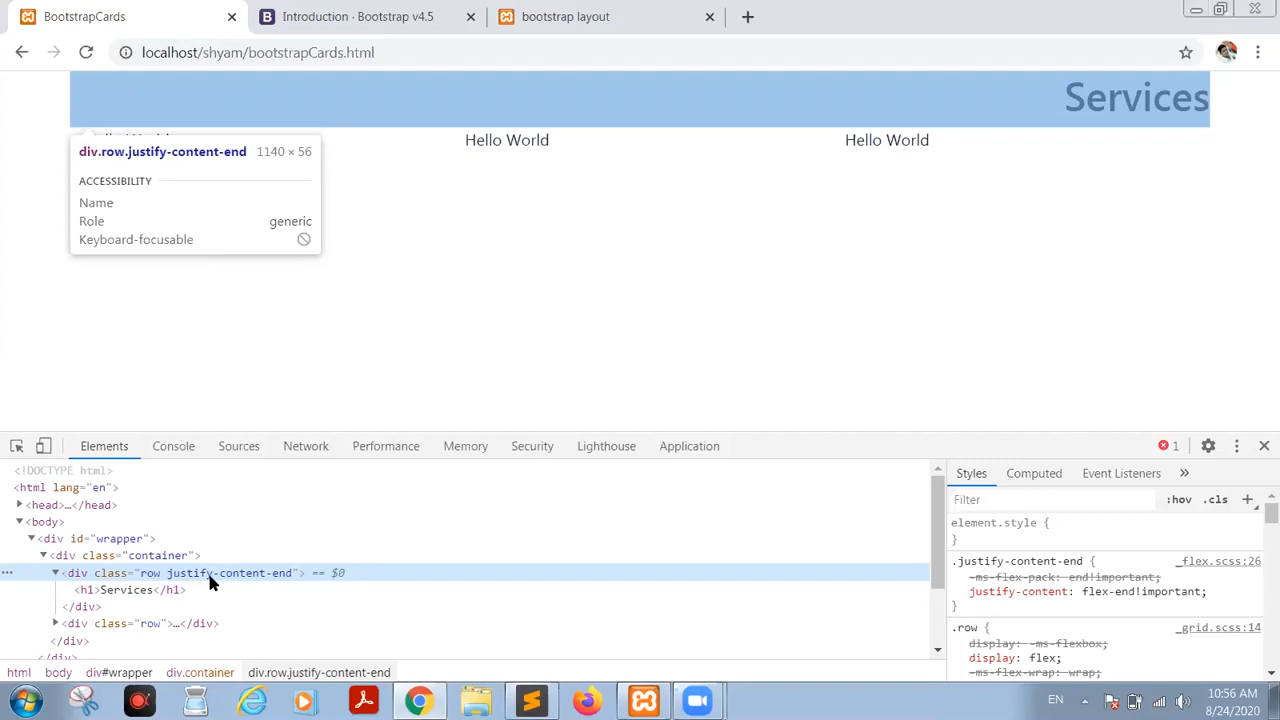 BootstrapCards
Introduction · Bootstrap v4.5
bootstrap layout
localhost/shyam/bootstrapCards.html
Services
Hello World
Hello World
div.row.justify-content-end 1140 × 56
ACCESSIBILITY
Name
Role generic
Keyboard-focusable
Elements Console Sources Network Performance Memory Security Lighthouse Application 1
<!DOCTYPE html>
<html lang="en">
<head>…</head>
<body>
<div id="wrapper">
<div class="container">
<div class="row justify-content-end"> == $0
<h1>Services</h1>
</div>
<div class="row">…</div>
</div>
</div>
html body div#wrapper div.container div.row.justify-content-end
Styles Computed Event Listeners »
Filter :hov .cls +
element.style {
}
.justify-content-end { _flex.scss:26
-ms-flex-pack: end!important;
justify-content: flex-end!important;
}
.row { _grid.scss:14
display: -ms-flexbox;
display: flex;
-ms-flex-wrap: wrap;
EN
10:56 AM
8/24/2020